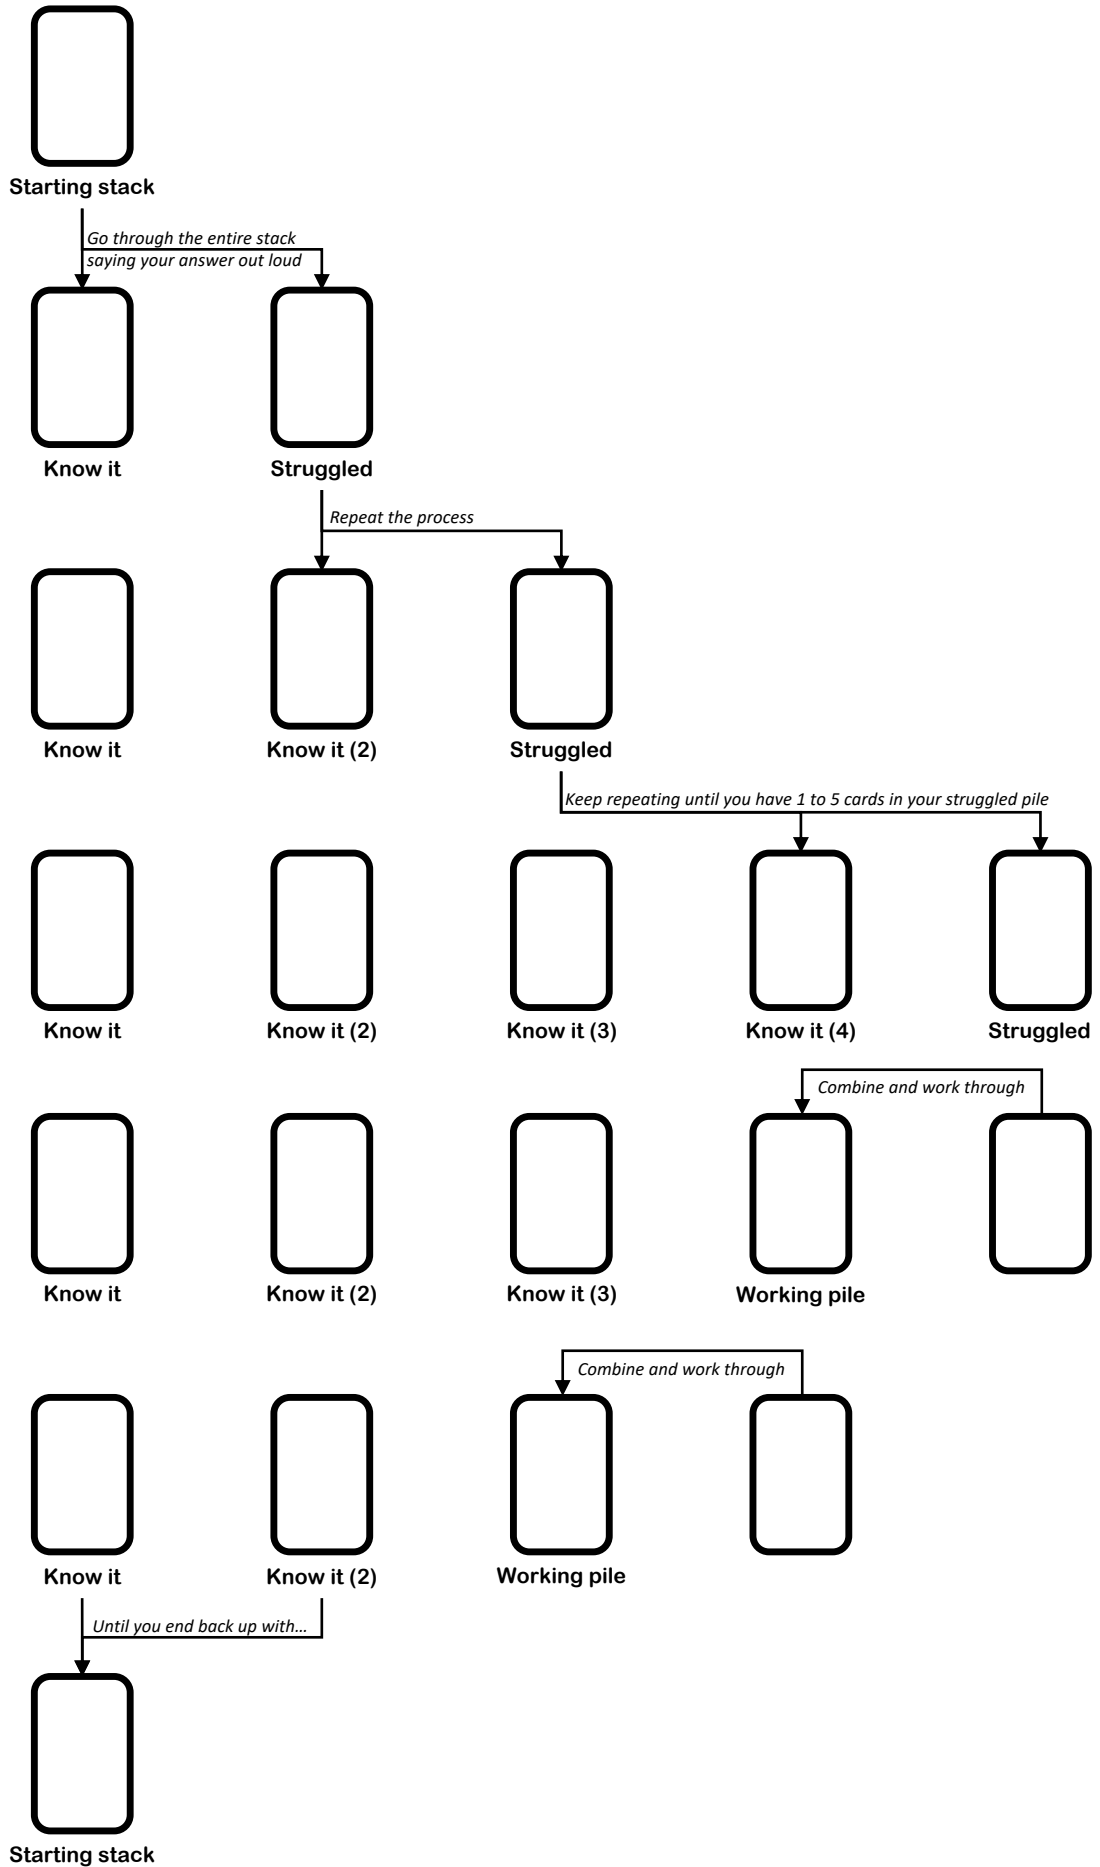 Starting stack
Go through the entire stack
saying your answer out loud
Know it
Struggled
Repeat the process
Know it
Know it (2)
Struggled
Keep repeating until you have 1 to 5 cards in your struggled pile
Know it
Know it (2)
Know it (3)
Know it (4)
Struggled
Combine and work through
Know it
Know it (2)
Know it (3)
Working pile
Combine and work through
Know it
Know it (2)
Working pile
Until you end back up with…
Starting stack